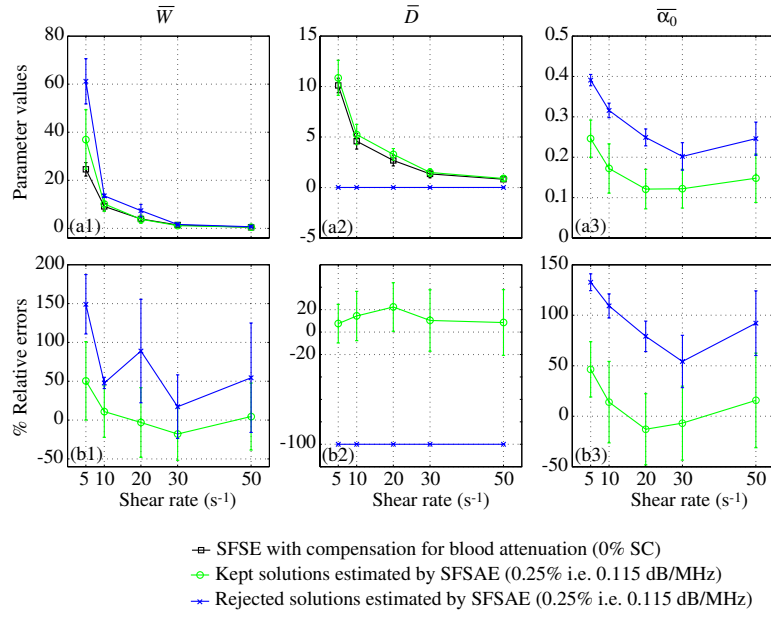 W̅ D̅ α₀̅
Parameter values
80
60
40
20
0
(a1)
15
10
5
0
-5
(a2)
0.5
0.4
0.3
0.2
0.1
0
(a3)
% Relative errors
200
150
100
50
0
-50
(b1)
5 10 20 30 50
Shear rate (s⁻¹)
20
0
-20
-100
(b2)
5 10 20 30 50
Shear rate (s⁻¹)
150
100
50
0
-50
(b3)
5 10 20 30 50
Shear rate (s⁻¹)
SFSE with compensation for blood attenuation (0% SC)
Kept solutions estimated by SFSAE (0.25% i.e. 0.115 dB/MHz)
Rejected solutions estimated by SFSAE (0.25% i.e. 0.115 dB/MHz)